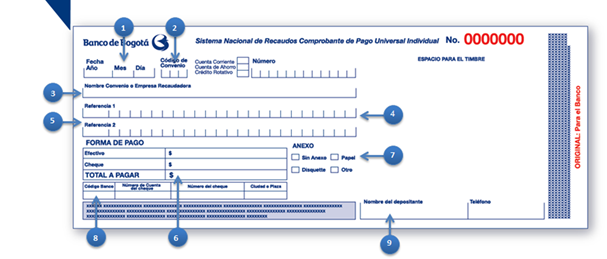 1
2
Banco de Bogotá
Sistema Nacional de Recaudos Comprobante de Pago Universal Individual No. 0000000
Fecha
Año Mes Día
Código de
Convenio
Cuenta Corriente
Cuenta de Ahorro
Crédito Rotativo
Número
ESPACIO PARA EL TIMBRE
3
Nombre Convenio o Empresa Recaudadora
Referencia 1
4
5
Referencia 2
FORMA DE PAGO
Efectivo $
Cheque $
TOTAL A PAGAR $
ANEXO
Sin Anexo Papel
Disquette Otro
7
Código Banco
Número de Cuenta
del cheque
Número del cheque
Ciudad o Plaza
8
6
Nombre del depositante
Teléfono
9
ORIGINAL: Para el Banco